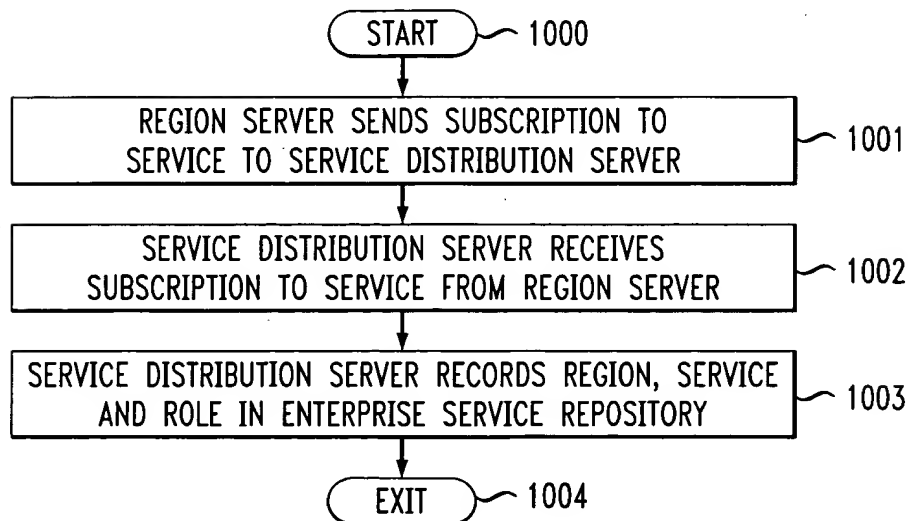 START 1000
REGION SERVER SENDS SUBSCRIPTION TO
SERVICE TO SERVICE DISTRIBUTION SERVER
1001
SERVICE DISTRIBUTION SERVER RECEIVES
SUBSCRIPTION TO SERVICE FROM REGION SERVER
1002
SERVICE DISTRIBUTION SERVER RECORDS REGION, SERVICE
AND ROLE IN ENTERPRISE SERVICE REPOSITORY
1003
EXIT 1004